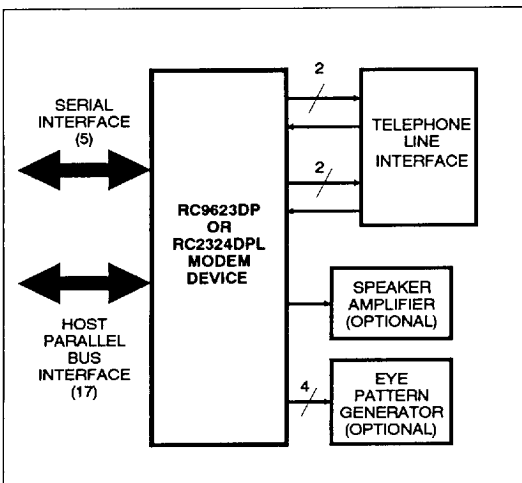 SERIAL
INTERFACE
(5)
HOST
PARALLEL
BUS
INTERFACE
(17)
RC9623DP
OR
RC2324DPL
MODEM
DEVICE
2
2
TELEPHONE
LINE
INTERFACE
SPEAKER
AMPLIFIER
(OPTIONAL)
4
EYE
PATTERN
GENERATOR
(OPTIONAL)